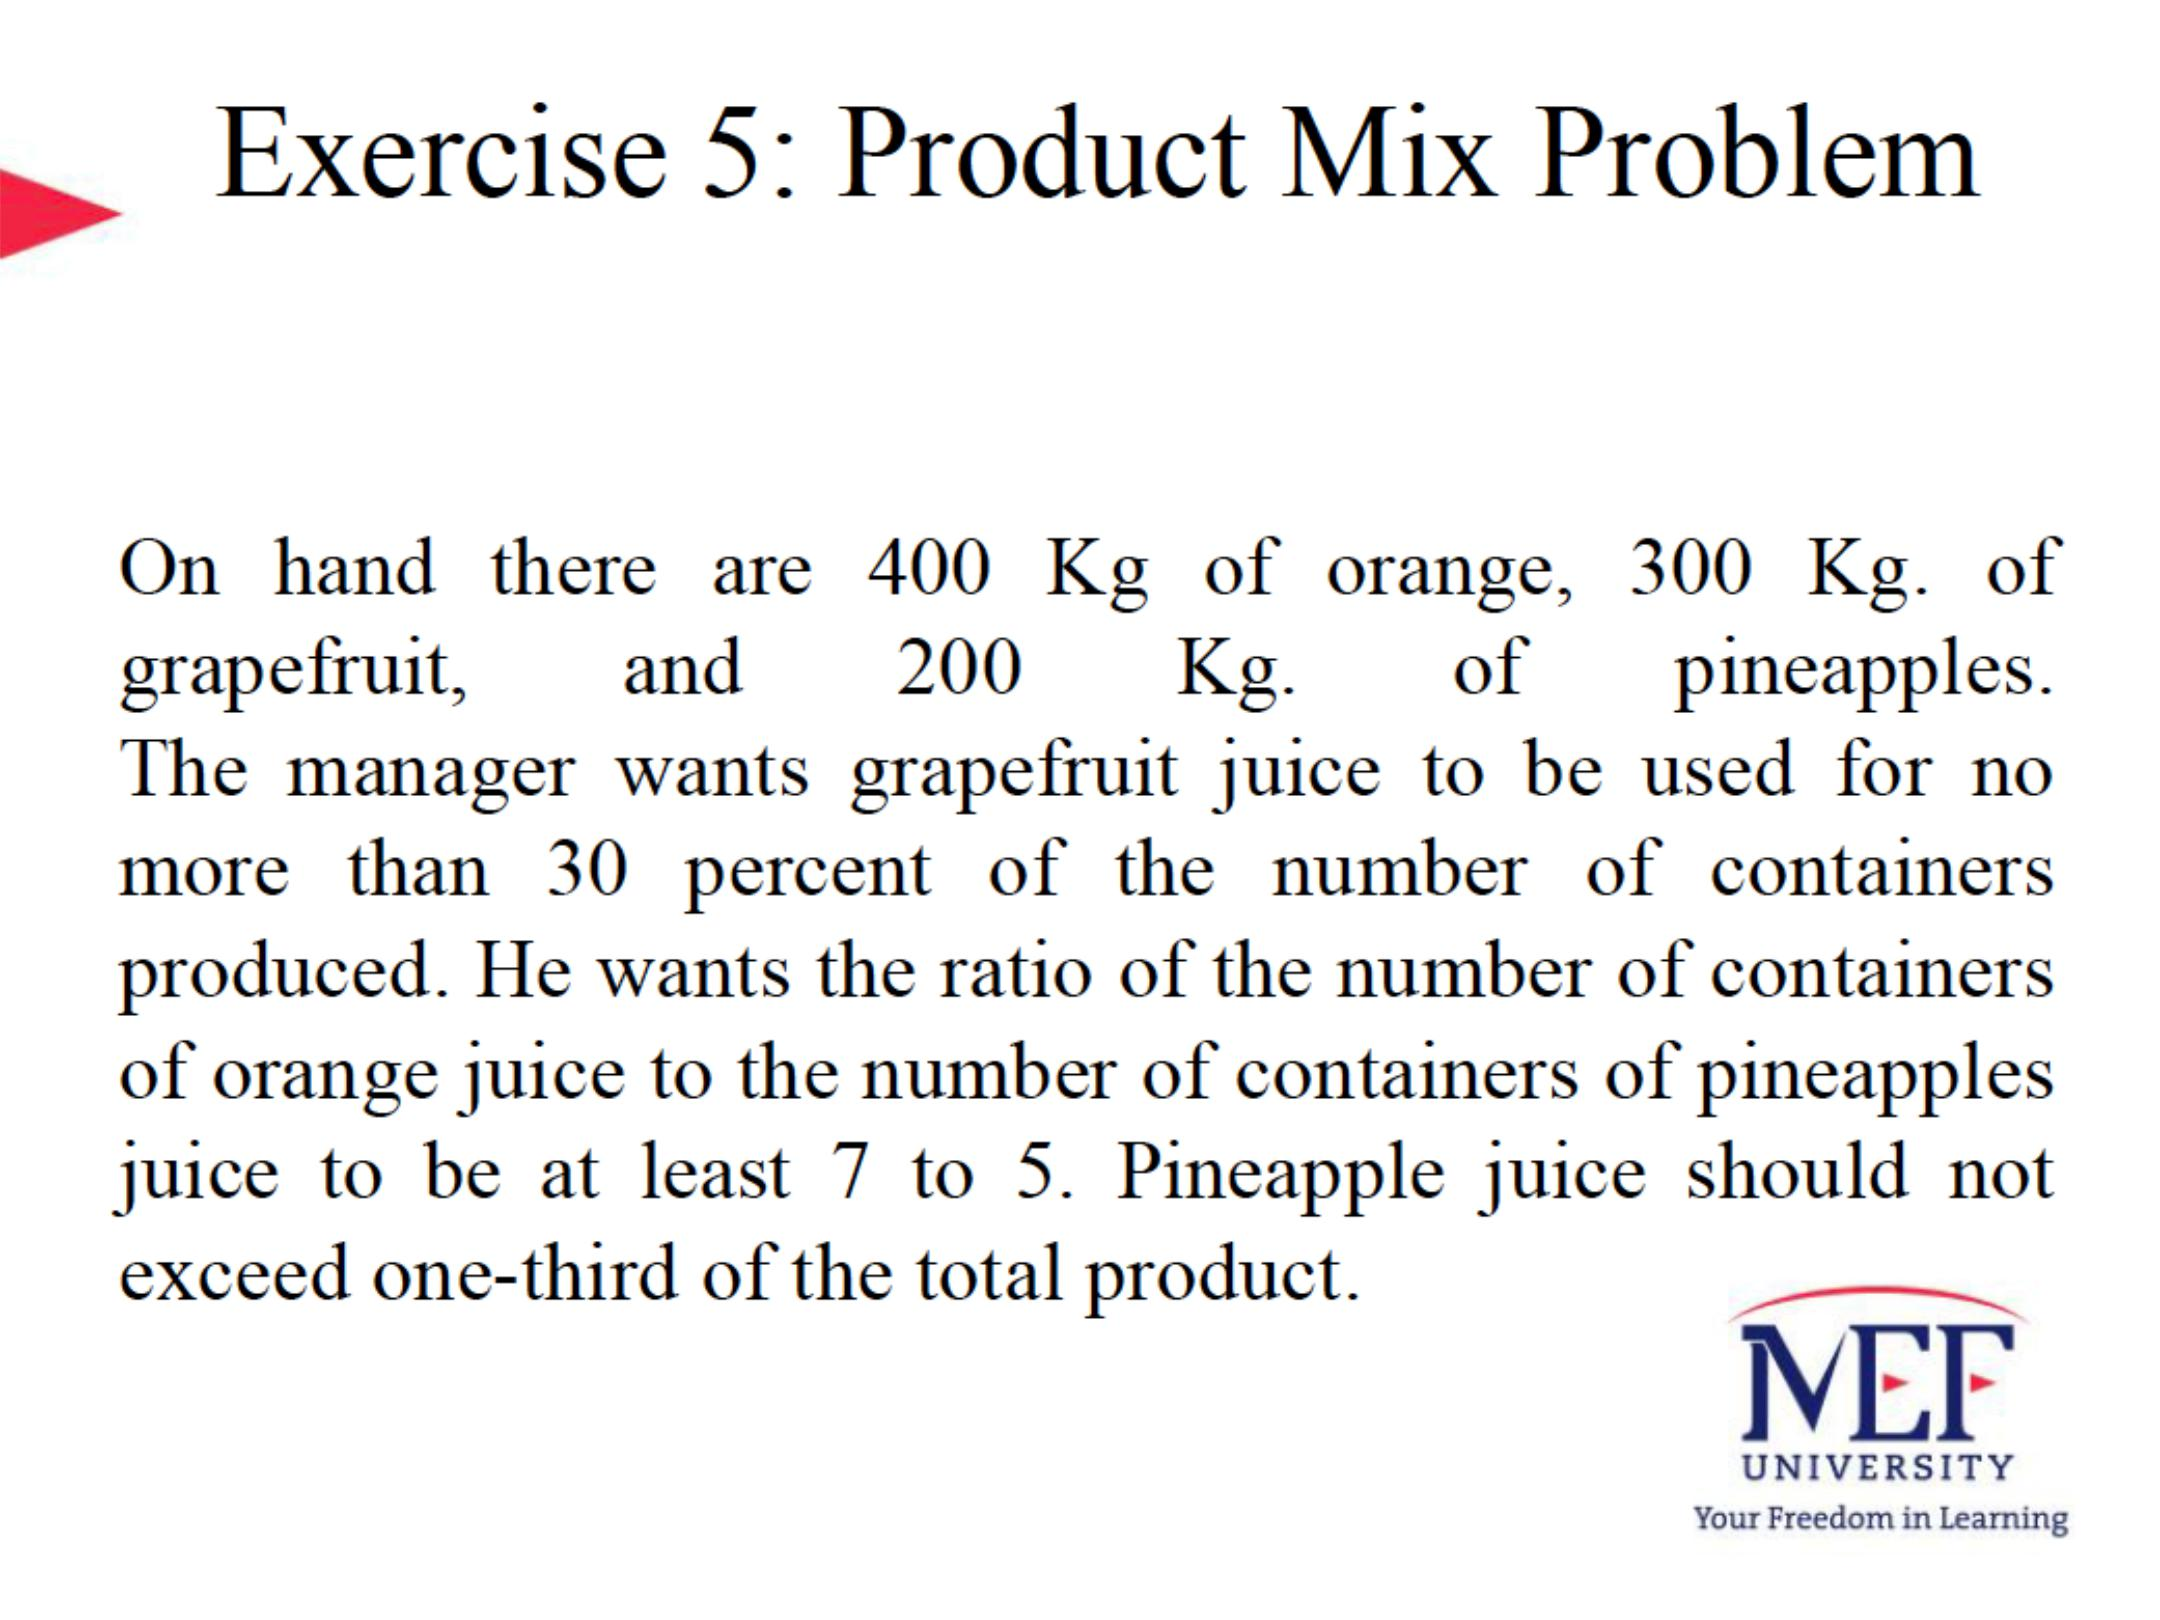 Exercise 5: Product Mix Problem
On hand there are 400 Kg of orange, 300 Kg. of
grapefruit, and 200 Kg. of pineapples.
The manager wants grapefruit juice to be used for no
more than 30 percent of the number of containers
produced. He wants the ratio of the number of containers
of orange juice to the number of containers of pineapples
juice to be at least 7 to 5. Pineapple juice should not
exceed one-third of the total product.
MEF
UNIVERSITY
Your Freedom in Learning